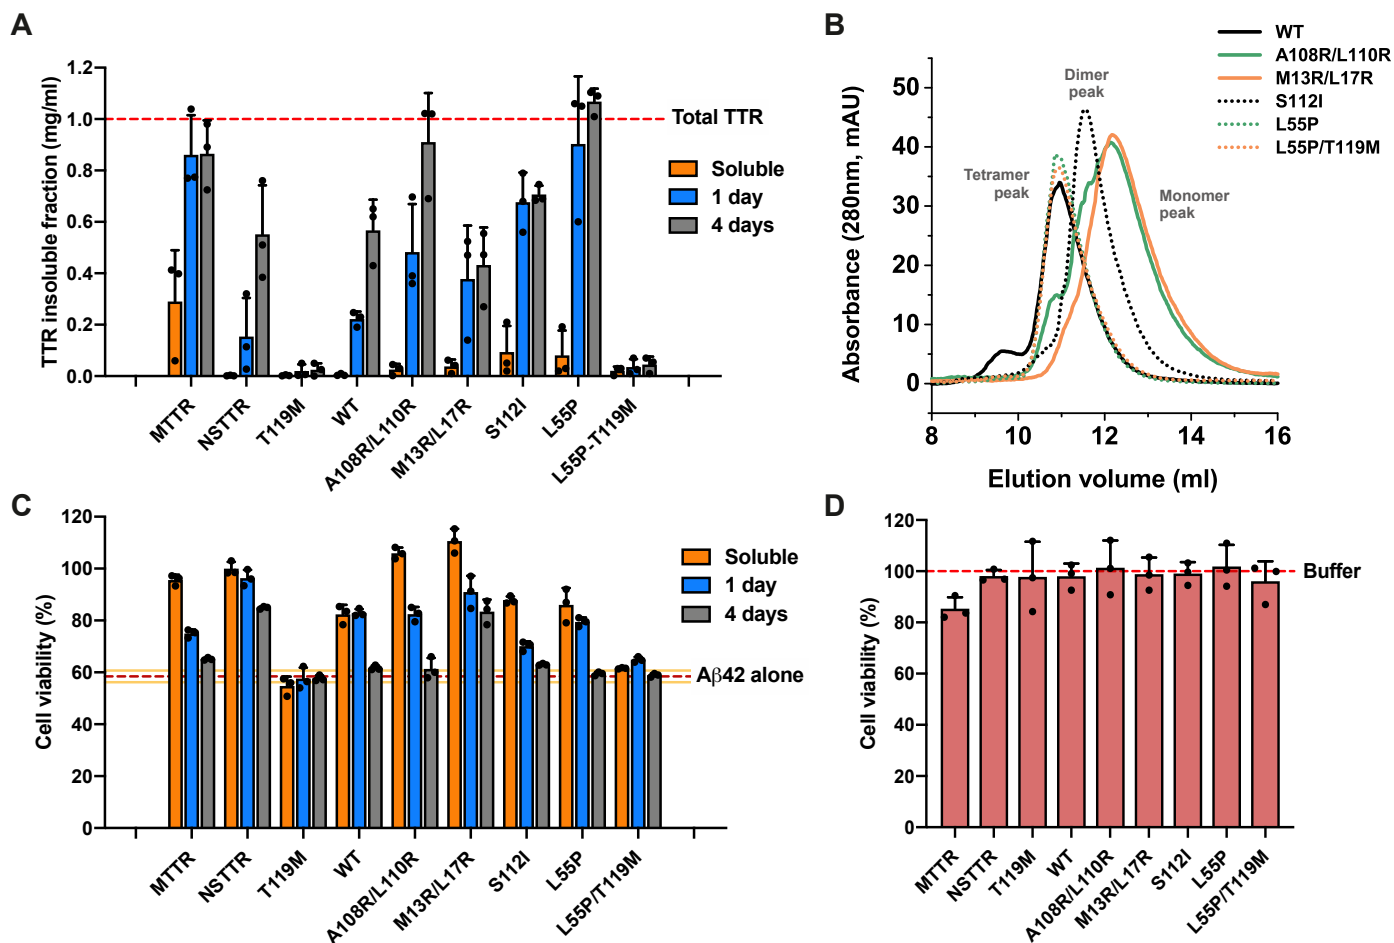 A
TTR insoluble fraction (mg/ml)
1.2
1.0
0.8
0.6
0.4
0.2
0.0
Total TTR
Soluble
1 day
4 days
MTTR
NSTTR
T119M
WT
A108R/L110R
M13R/L17R
S112I
L55P
L55P-T119M
B
WT
A108R/L110R
M13R/L17R
S112I
L55P
L55P/T119M
Absorbance (280nm, mAU)
50
40
30
20
10
0
Dimer
peak
Tetramer
peak
Monomer
peak
8
10
12
14
16
Elution volume (ml)
C
Cell viability (%)
120
100
80
60
40
20
0
Soluble
1 day
4 days
Aβ42 alone
MTTR
NSTTR
T119M
WT
A108R/L110R
M13R/L17R
S112I
L55P
L55P/T119M
D
Cell viability (%)
120
100
80
60
40
20
0
Buffer
MTTR
NSTTR
T119M
WT
A108R/L110R
M13R/L17R
S112I
L55P
L55P/T119M